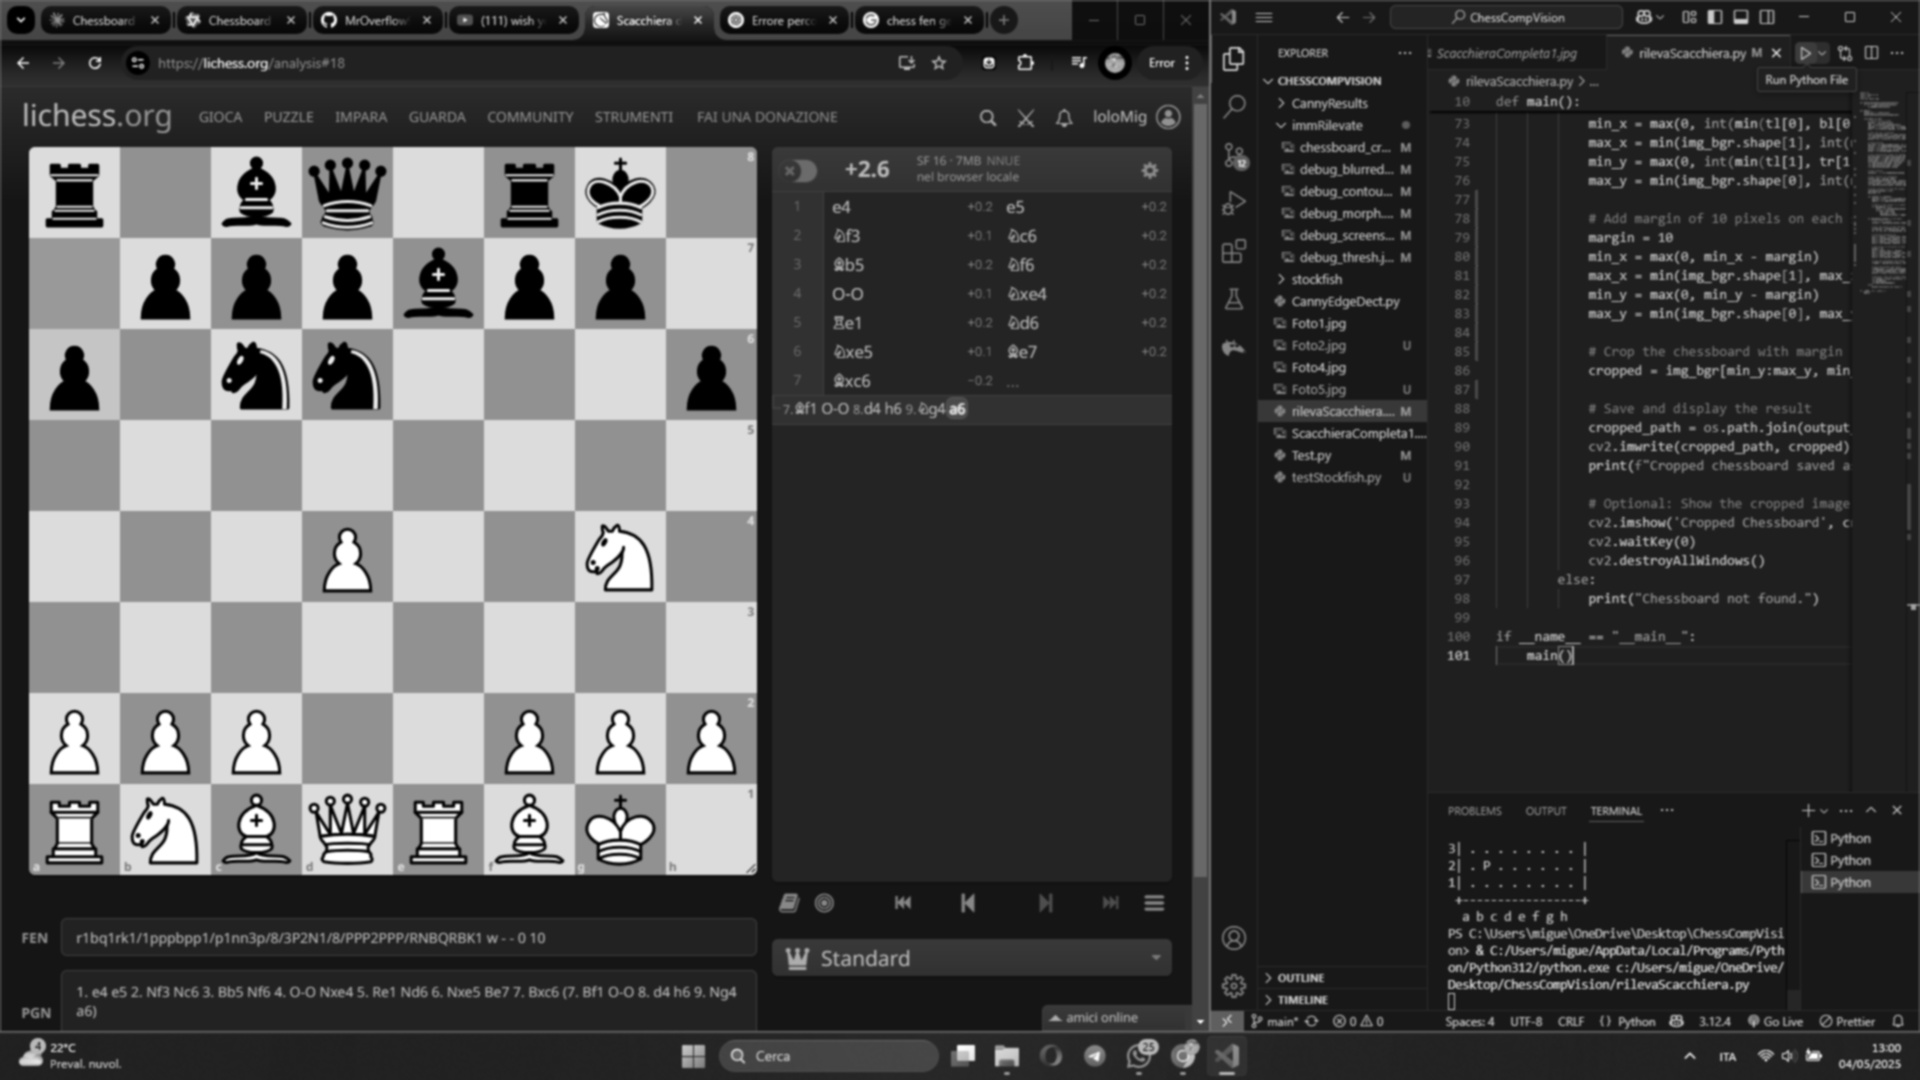 Chessboard
Chessboard
MrOverflow
(111) wish y
Scacchiera d
Errore perc
chess fen ge
https://lichess.org/analysis#18
Error
lichess.org
GIOCA PUZZLE IMPARA GUARDA COMMUNITY STRUMENTI FAI UNA DONAZIONE
loloMig
8
7
6
5
4
3
2
1
a b c d e f g h
+2.6
SF 16 · 7MB NNUE
nel browser locale
1 e4 +0.2 e5 +0.2
2 ♘f3 +0.1 ♘c6 +0.2
3 ♗b5 +0.2 ♘f6 +0.2
4 O-O +0.1 ♘xe4 +0.2
5 ♖e1 +0.2 ♘d6 +0.2
6 ♘xe5 +0.1 ♗e7 +0.2
7 ♗xc6 −0.2 ...
7.♗f1 O-O 8.d4 h6 9.♘g4 a6
FEN r1bq1rk1/1pppbpp1/p1nn3p/8/3P2N1/8/PPP2PPP/RNBQRBK1 w - - 0 10
PGN 1. e4 e5 2. Nf3 Nc6 3. Bb5 Nf6 4. O-O Nxe4 5. Re1 Nd6 6. Nxe5 Be7 7. Bxc6 (7. Bf1 O-O 8. d4 h6 9. Ng4
a6)
Standard
amici online
ChessCompVision
EXPLORER
CHESSCOMPVISION
CannyResults
immRilevate
chessboard_cr... M
debug_blurred... M
debug_contou... M
debug_morph.... M
debug_screens... M
debug_thresh.j... M
stockfish
CannyEdgeDect.py
Foto1.jpg
Foto2.jpg U
Foto4.jpg
Foto5.jpg U
rilevaScacchiera.... M
ScacchieraCompleta1....
Test.py M
testStockfish.py U
OUTLINE
TIMELINE
12
ScacchieraCompleta1.jpg
rilevaScacchiera.py M
Run Python File
rilevaScacchiera.py > ...
10 def main():
73 min_x = max(0, int(min(tl[0], bl[0
74 max_x = min(img_bgr.shape[1], int(
75 min_y = max(0, int(min(tl[1], tr[1
76 max_y = min(img_bgr.shape[0], int(
77
78 # Add margin of 10 pixels on each
79 margin = 10
80 min_x = max(0, min_x - margin)
81 max_x = min(img_bgr.shape[1], max_
82 min_y = max(0, min_y - margin)
83 max_y = min(img_bgr.shape[0], max_
84
85 # Crop the chessboard with margin
86 cropped = img_bgr[min_y:max_y, min_
87
88 # Save and display the result
89 cropped_path = os.path.join(output_
90 cv2.imwrite(cropped_path, cropped)
91 print(f"Cropped chessboard saved a
92
93 # Optional: Show the cropped image
94 cv2.imshow('Cropped Chessboard', c
95 cv2.waitKey(0)
96 cv2.destroyAllWindows()
97 else:
98 print("Chessboard not found.")
99
100 if __name__ == "__main__":
101 main()
PROBLEMS OUTPUT TERMINAL
3| . . . . . . . . |
2| . P . . . . . . |
1| . . . . . . . . |
+-----------------+
a b c d e f g h
PS C:\Users\migue\OneDrive\Desktop\ChessCompVisi
on> & C:/Users/migue/AppData/Local/Programs/Pyth
on/Python312/python.exe c:/Users/migue/OneDrive/
Desktop/ChessCompVision/rilevaScacchiera.py
Python
Python
Python
main*
0 0
Spaces: 4 UTF-8 CRLF {} Python 3.12.4 Go Live Prettier
4
22°C
Preval. nuvol.
Cerca
25
ITA
13:00
04/05/2025